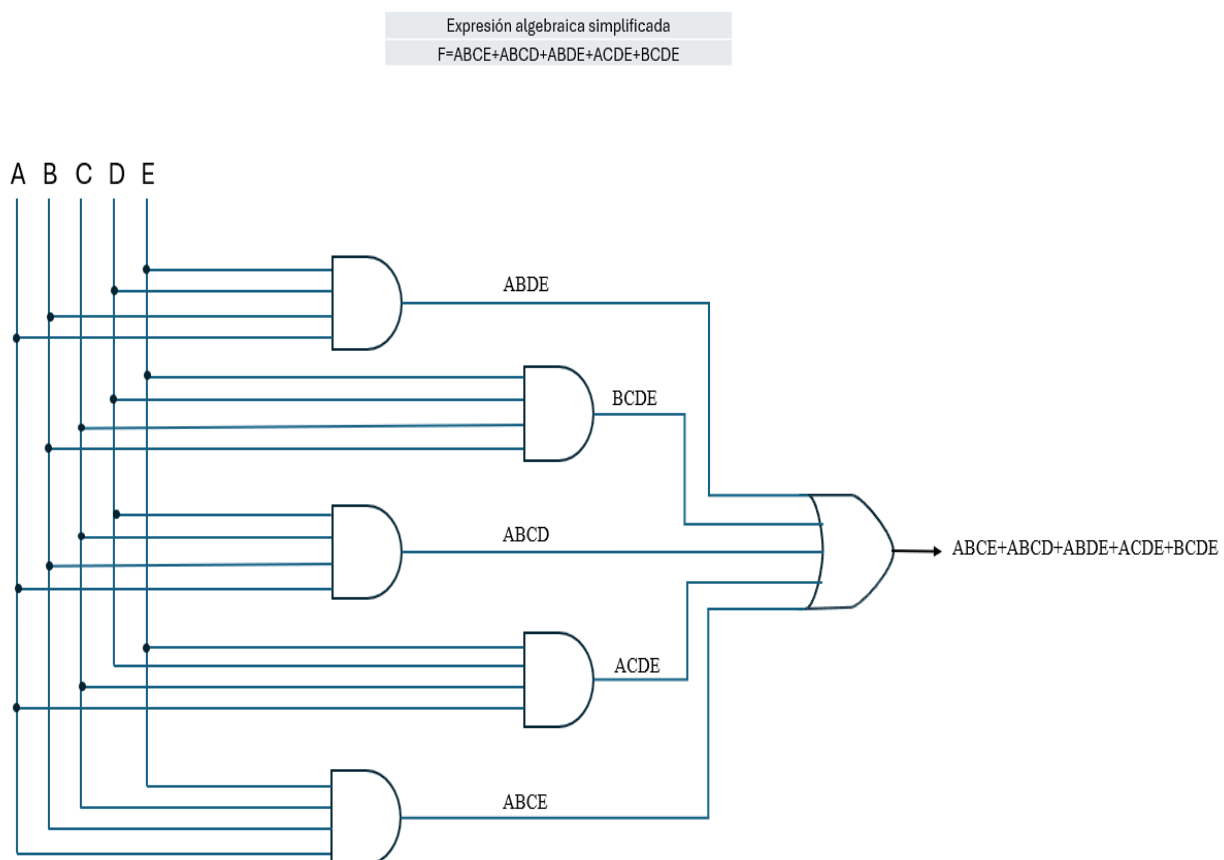 Expresión algebraica simplificada
F=ABCE+ABCD+ABDE+ACDE+BCDE
A B C D E
ABDE
BCDE
ABCD
ABCE+ABCD+ABDE+ACDE+BCDE
ACDE
ABCE